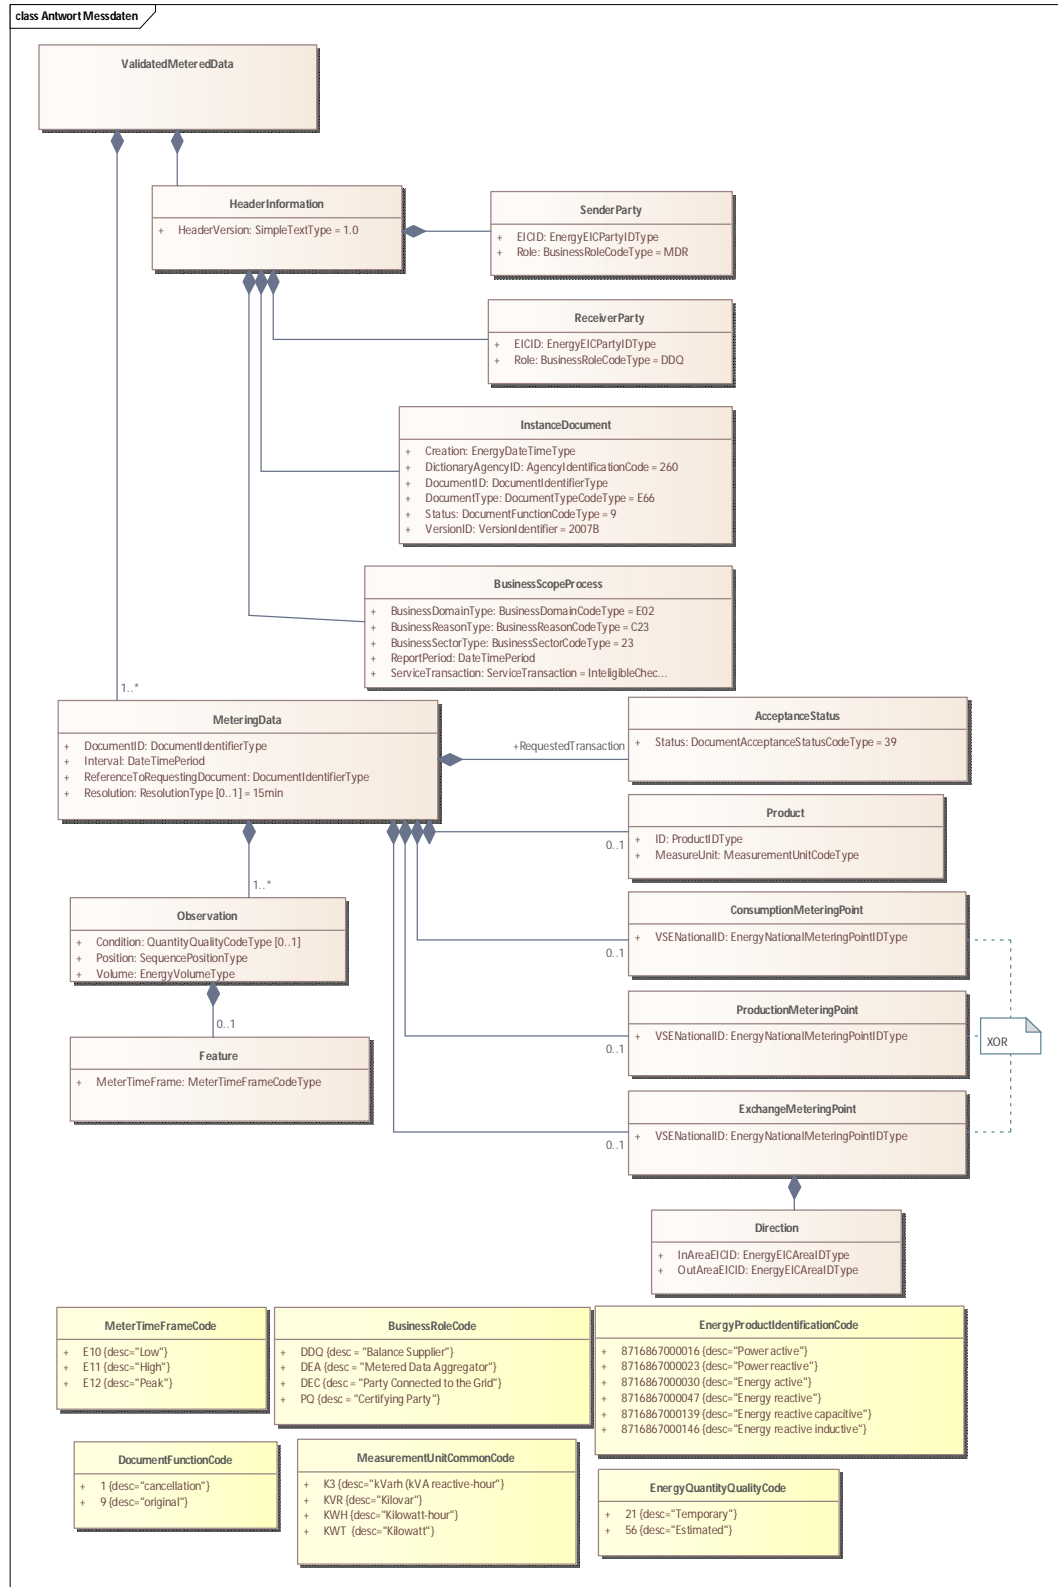 class Antwort Messdaten
ValidatedMeteredData
HeaderInformation
+ HeaderVersion: SimpleTextType = 1.0
SenderParty
+ EICID: EnergyEICPartyIDType
+ Role: BusinessRoleCodeType = MDR
ReceiverParty
+ EICID: EnergyEICPartyIDType
+ Role: BusinessRoleCodeType = DDQ
InstanceDocument
+ Creation: EnergyDateTimeType
+ DictionaryAgencyID: AgencyIdentificationCode = 260
+ DocumentID: DocumentIdentifierType
+ DocumentType: DocumentTypeCodeType = E66
+ Status: DocumentFunctionCodeType = 9
+ VersionID: VersionIdentifier = 2007B
BusinessScopeProcess
+ BusinessDomainType: BusinessDomainCodeType = E02
+ BusinessReasonType: BusinessReasonCodeType = C23
+ BusinessSectorType: BusinessSectorCodeType = 23
+ ReportPeriod: DateTimePeriod
+ ServiceTransaction: ServiceTransaction = InteligibleChec...
1..*
MeteringData
+ DocumentID: DocumentIdentifierType
+ Interval: DateTimePeriod
+ ReferenceToRequestingDocument: DocumentIdentifierType
+ Resolution: ResolutionType [0..1] = 15min
+RequestedTransaction
AcceptanceStatus
+ Status: DocumentAcceptanceStatusCodeType = 39
Product
+ ID: ProductIDType
+ MeasureUnit: MeasurementUnitCodeType
0..1
1..*
Observation
+ Condition: QuantityQualityCodeType [0..1]
+ Position: SequencePositionType
+ Volume: EnergyVolumeType
ConsumptionMeteringPoint
+ VSENationalID: EnergyNationalMeteringPointIDType
0..1
0..1
Feature
+ MeterTimeFrame: MeterTimeFrameCodeType
ProductionMeteringPoint
+ VSENationalID: EnergyNationalMeteringPointIDType
0..1
XOR
ExchangeMeteringPoint
+ VSENationalID: EnergyNationalMeteringPointIDType
0..1
Direction
+ InAreaEICID: EnergyEICAreaIDType
+ OutAreaEICID: EnergyEICAreaIDType
MeterTimeFrameCode
+ E10 {desc="Low"}
+ E11 {desc="High"}
+ E12 {desc="Peak"}
BusinessRoleCode
+ DDQ {desc = "Balance Supplier"}
+ DEA {desc = "Metered Data Aggregator"}
+ DEC {desc = "Party Connected to the Grid"}
+ PQ {desc = "Certifying Party"}
EnergyProductIdentificationCode
+ 8716867000016 {desc="Power active"}
+ 8716867000023 {desc="Power reactive"}
+ 8716867000030 {desc="Energy active"}
+ 8716867000047 {desc="Energy reactive"}
+ 8716867000139 {desc="Energy reactive capacitive"}
+ 8716867000146 {desc="Energy reactive inductive"}
DocumentFunctionCode
+ 1 {desc="cancellation"}
+ 9 {desc="original"}
MeasurementUnitCommonCode
+ K3 {desc="kVarh (kVA reactive-hour"}
+ KVR {desc="Kilovar"}
+ KWH {desc="Kilowatt-hour"}
+ KWT {desc="Kilowatt"}
EnergyQuantityQualityCode
+ 21 {desc="Temporary"}
+ 56 {desc="Estimated"}